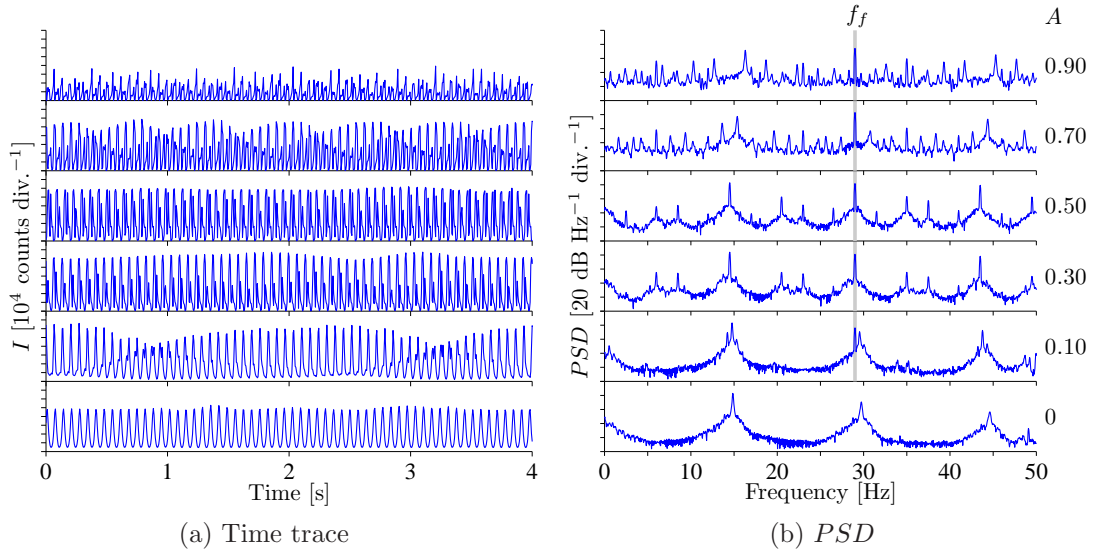 f_f A
0.90
0.70
0.50
0.30
0.10
0
I [10⁴ counts div.⁻¹]
PSD [20 dB Hz⁻¹ div.⁻¹]
0 1 2 3 4 0 10 20 30 40 50
Time [s] Frequency [Hz]
(a) Time trace (b) PSD